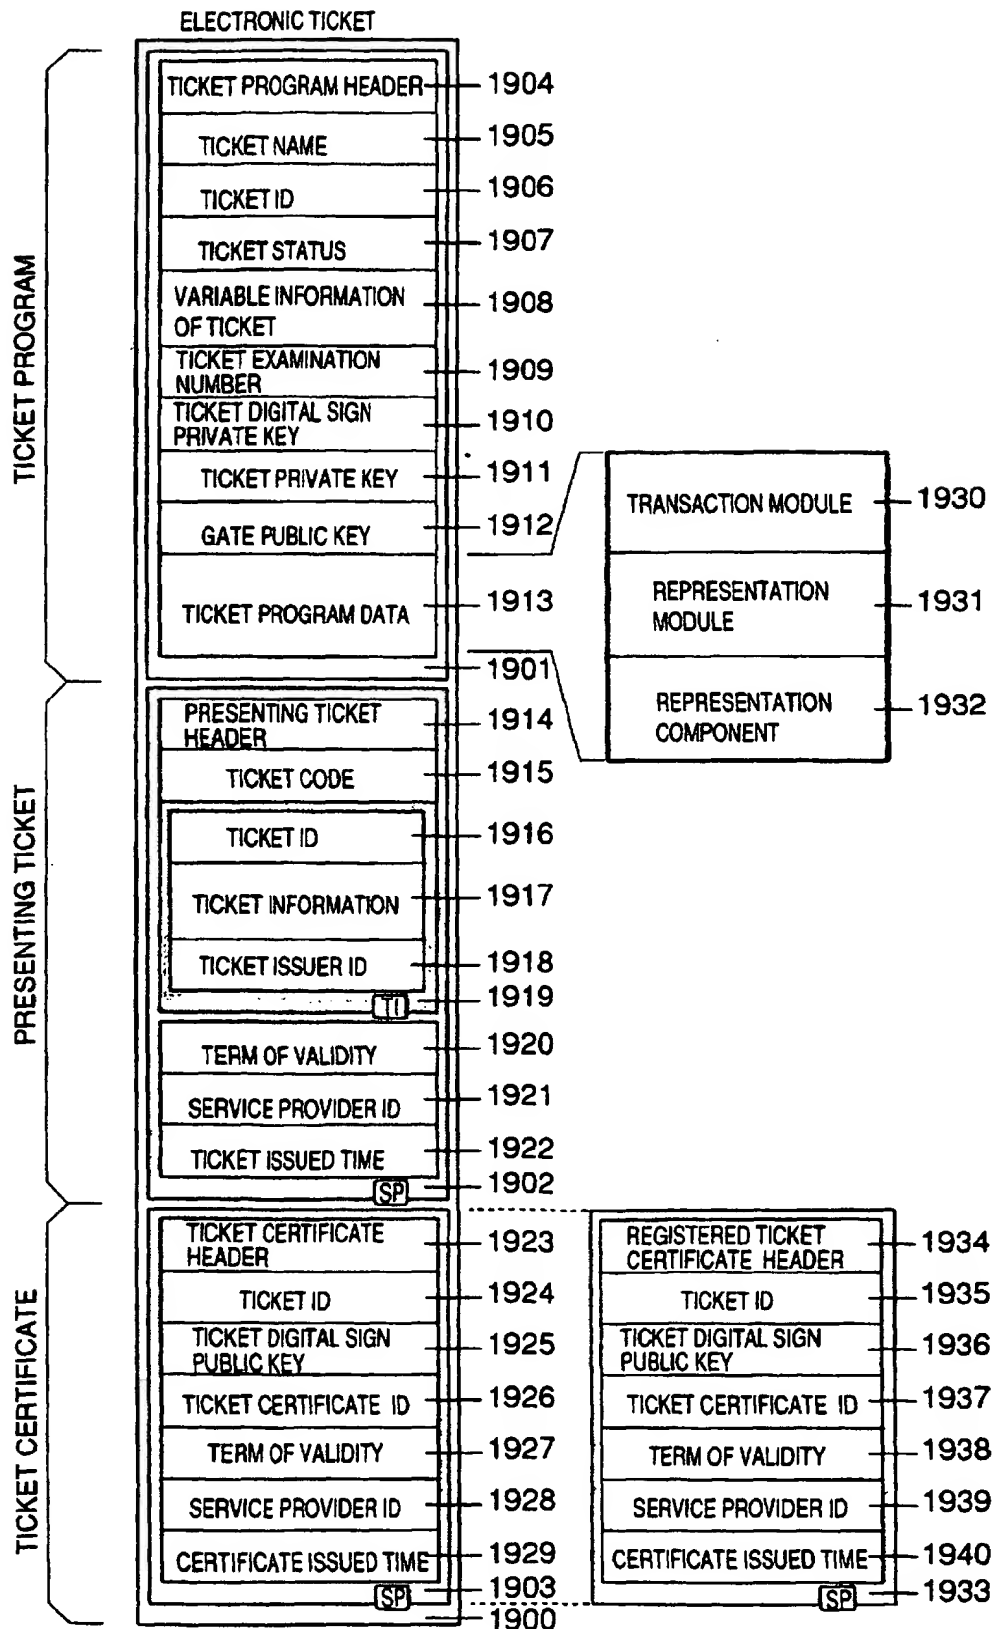 ELECTRONIC TICKET
TICKET PROGRAM
TICKET PROGRAM HEADER 1904
TICKET NAME 1905
TICKET ID 1906
TICKET STATUS 1907
VARIABLE INFORMATION
OF TICKET
1908
TICKET EXAMINATION
NUMBER
1909
TICKET DIGITAL SIGN
PRIVATE KEY
1910
TICKET PRIVATE KEY 1911
GATE PUBLIC KEY 1912
TICKET PROGRAM DATA 1913
1901
TRANSACTION MODULE 1930
REPRESENTATION
MODULE
1931
REPRESENTATION
COMPONENT
1932
PRESENTING TICKET
PRESENTING TICKET
HEADER
1914
TICKET CODE 1915
TICKET ID 1916
TICKET INFORMATION 1917
TICKET ISSUER ID 1918
TI 1919
TERM OF VALIDITY 1920
SERVICE PROVIDER ID 1921
TICKET ISSUED TIME 1922
SP 1902
TICKET CERTIFICATE
TICKET CERTIFICATE
HEADER
1923
TICKET ID 1924
TICKET DIGITAL SIGN
PUBLIC KEY
1925
TICKET CERTIFICATE ID 1926
TERM OF VALIDITY 1927
SERVICE PROVIDER ID 1928
CERTIFICATE ISSUED TIME 1929
SP 1903
1900
REGISTERED TICKET
CERTIFICATE HEADER
1934
TICKET ID 1935
TICKET DIGITAL SIGN
PUBLIC KEY
1936
TICKET CERTIFICATE ID 1937
TERM OF VALIDITY 1938
SERVICE PROVIDER ID 1939
CERTIFICATE ISSUED TIME 1940
SP 1933